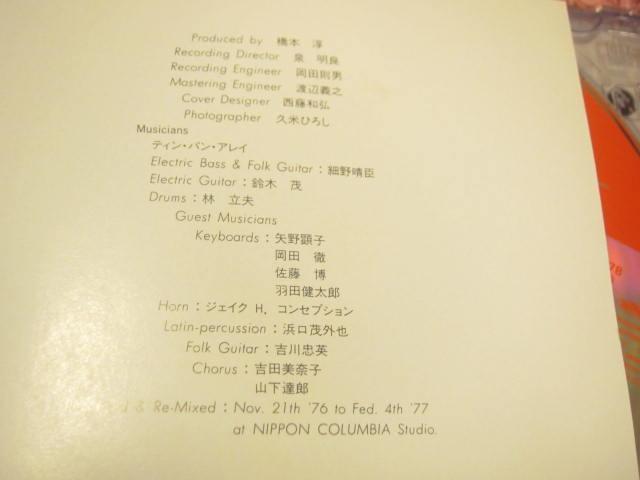 Produced by 橋本 淳
Recording Director 泉 明良
Recording Engineer 岡田則男
Mastering Engineer 渡辺義之
Cover Designer 西藤和弘
Photographer 久米ひろし
Musicians
ティン・パン・アレイ
Electric Bass & Folk Guitar : 細野晴臣
Electric Guitar : 鈴木 茂
Drums : 林 立夫
Guest Musicians
Keyboards : 矢野顕子
岡田 徹
佐藤 博
羽田健太郎
Horn : ジェイク H. コンセプション
Latin-percussion : 浜口茂外也
Folk Guitar : 吉川忠英
Chorus : 吉田美奈子
山下達郎
& Re-Mixed : Nov. 21th '76 to Fed. 4th '77
at NIPPON COLUMBIA Studio.
78